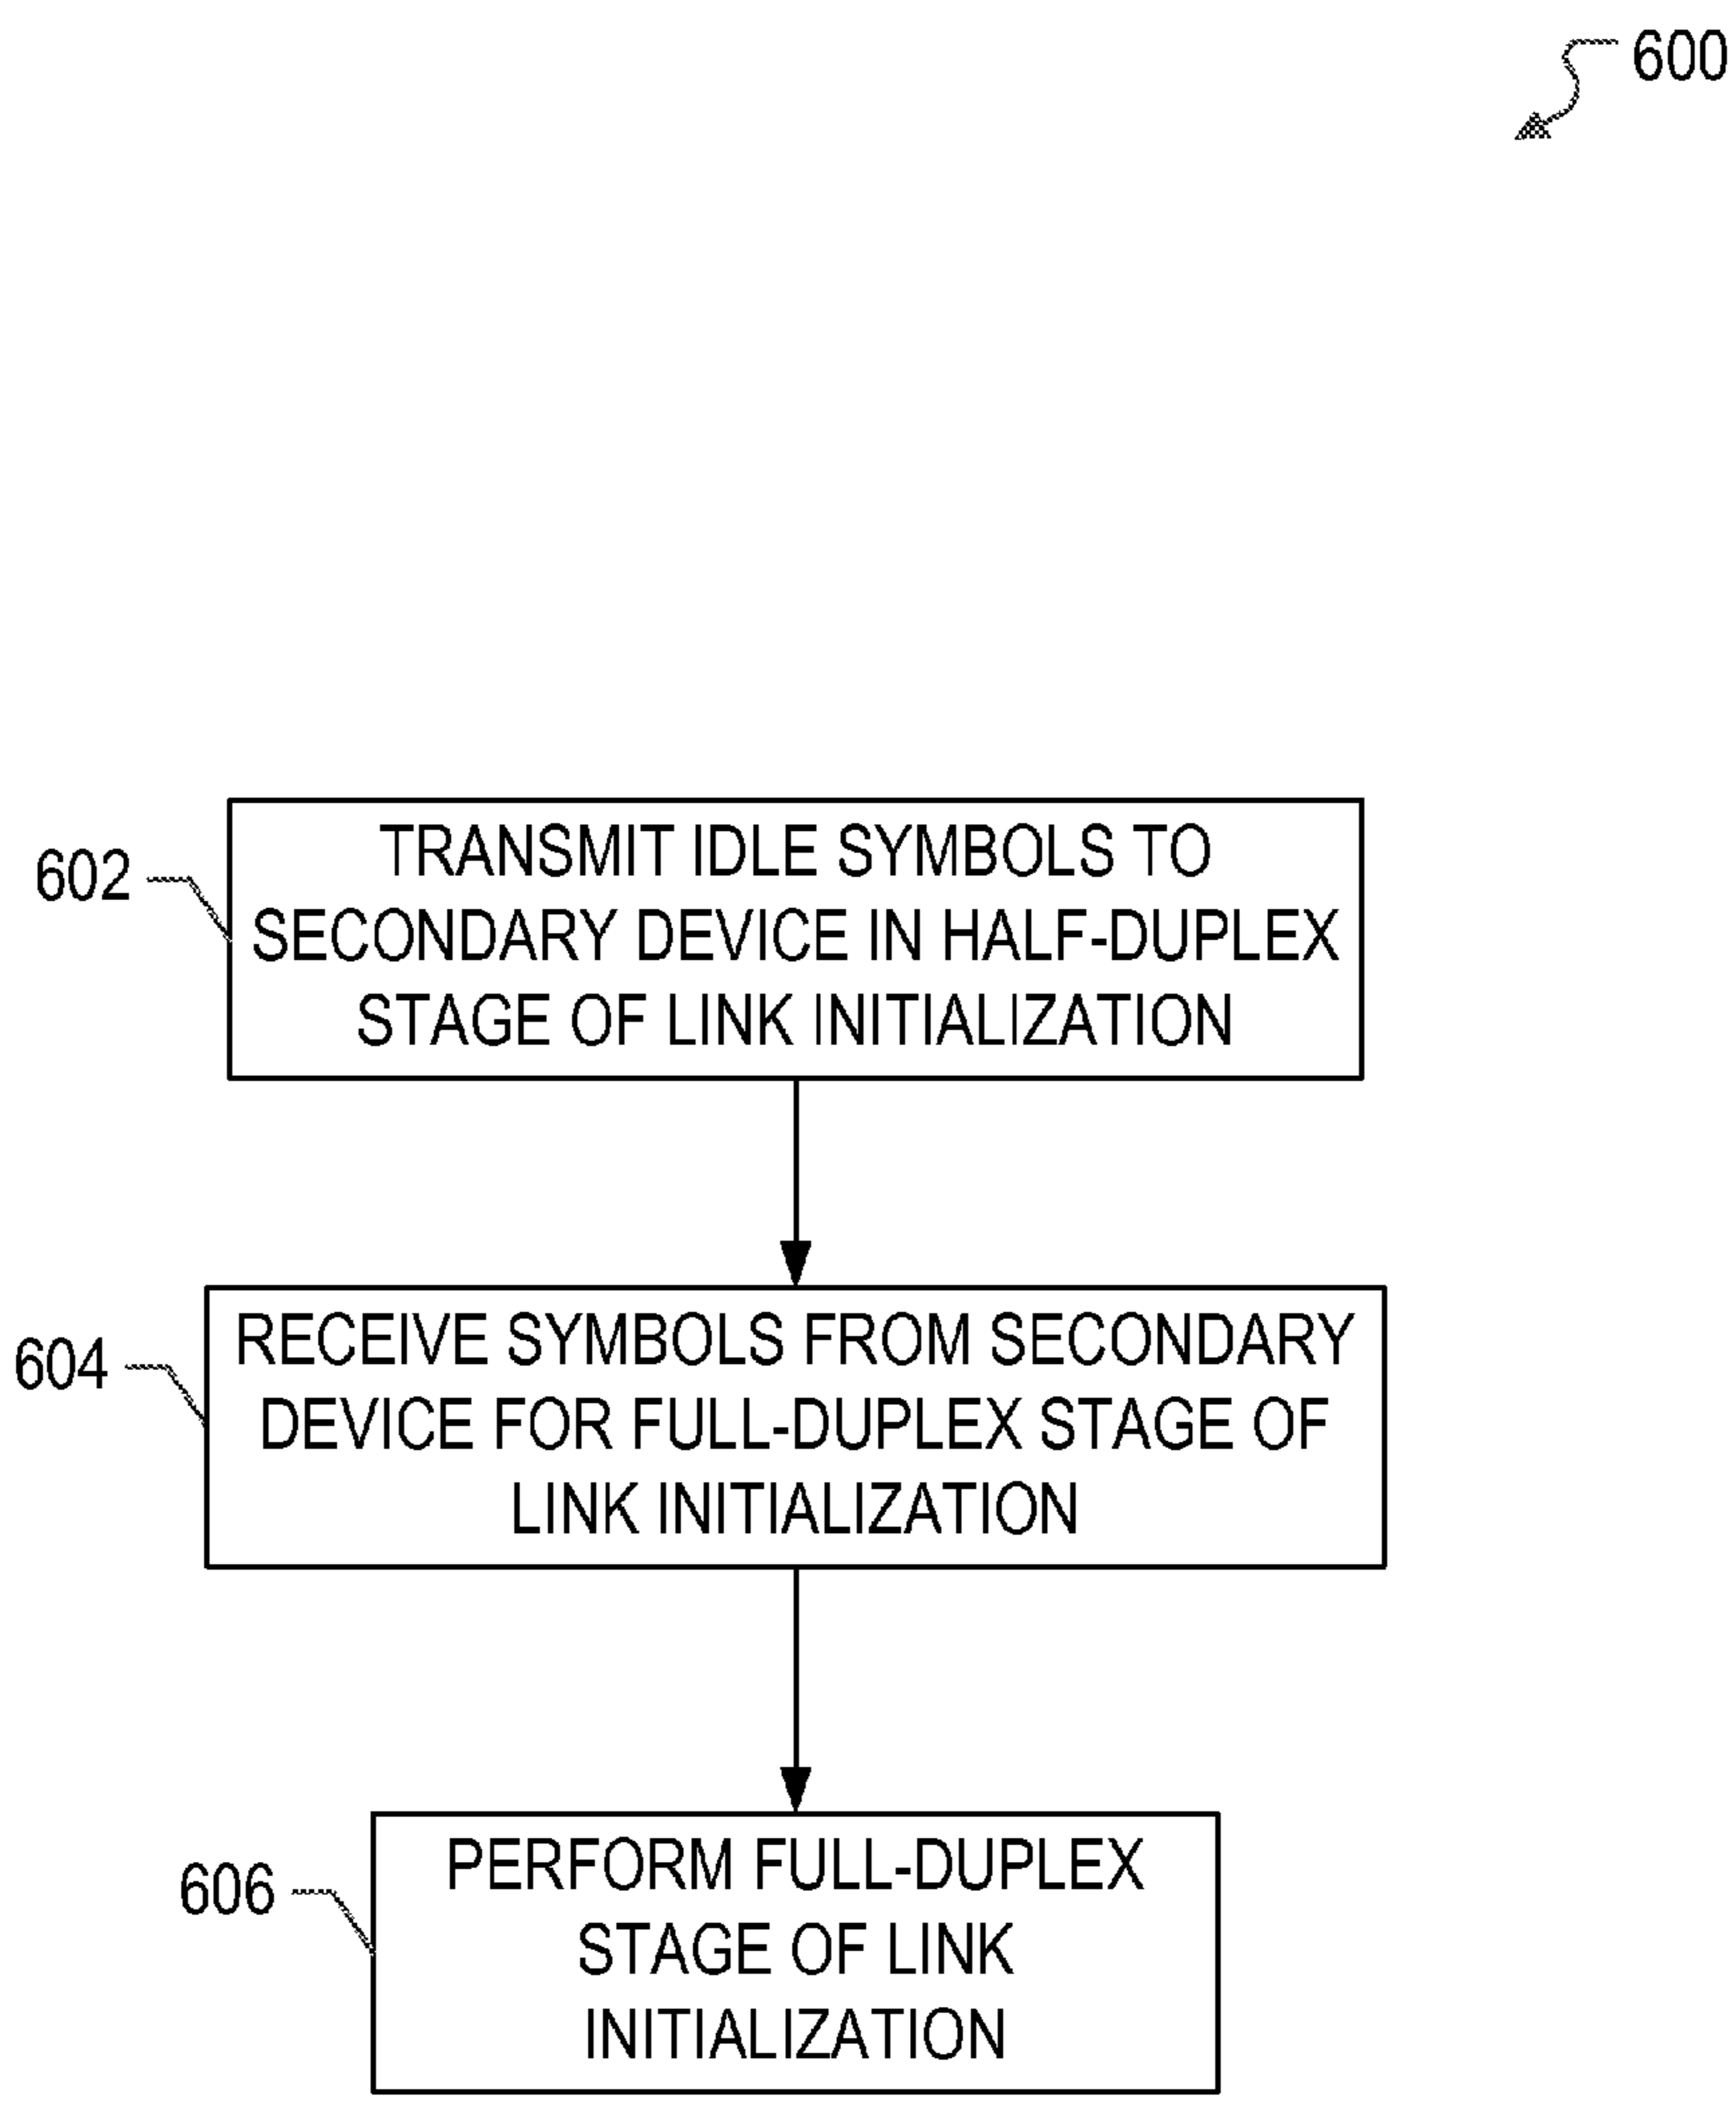 600
602
TRANSMIT IDLE SYMBOLS TO
SECONDARY DEVICE IN HALF-DUPLEX
STAGE OF LINK INITIALIZATION
604
RECEIVE SYMBOLS FROM SECONDARY
DEVICE FOR FULL-DUPLEX STAGE OF
LINK INITIALIZATION
606
PERFORM FULL-DUPLEX
STAGE OF LINK
INITIALIZATION